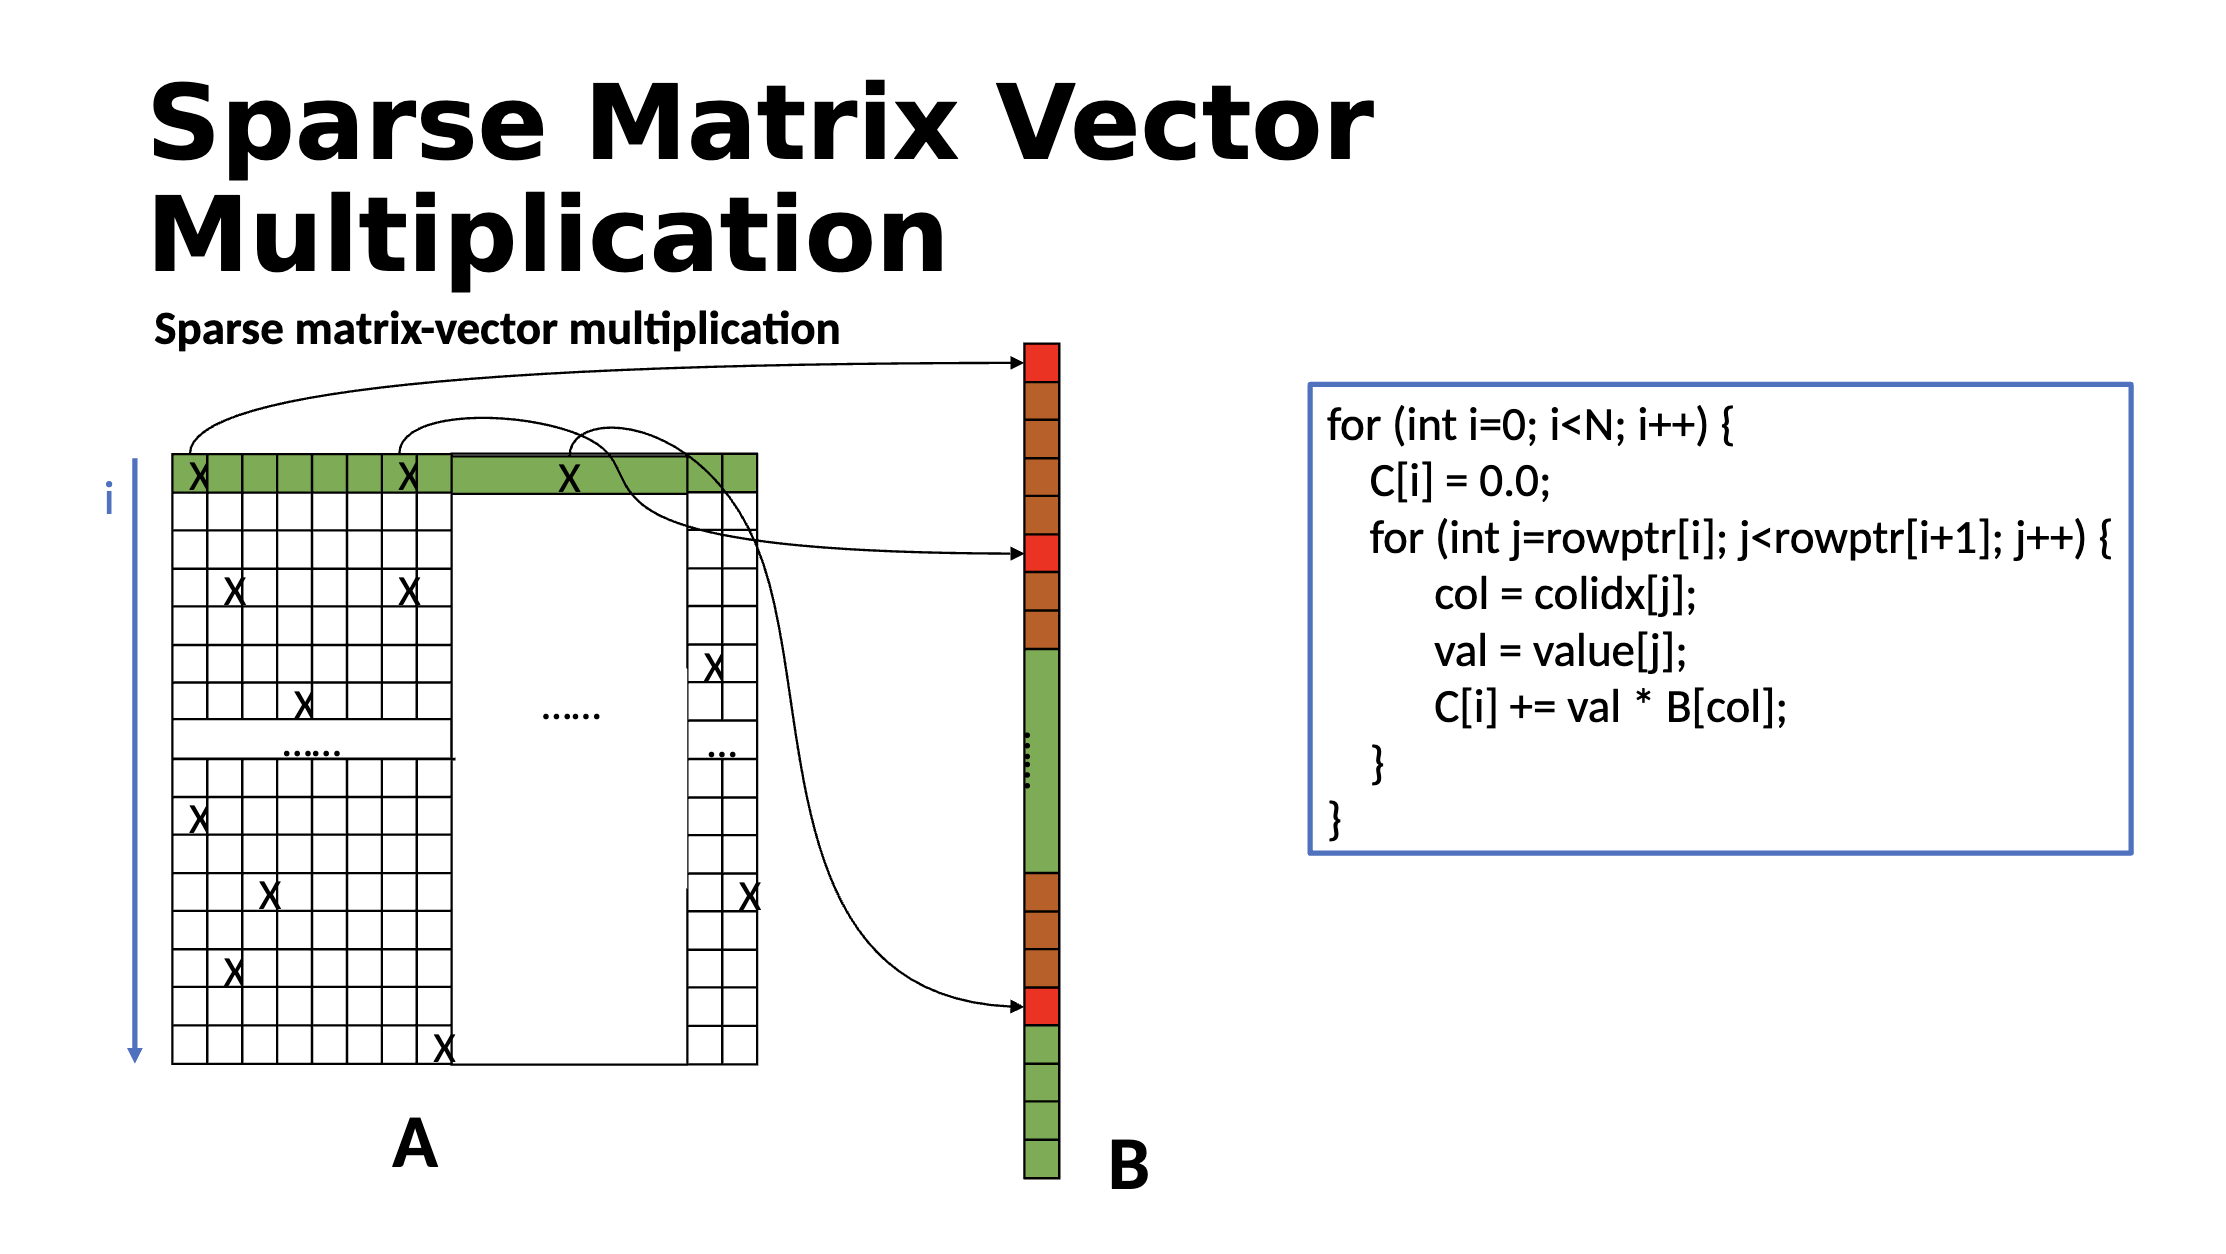 Sparse Matrix Vector
Multiplication
Sparse matrix-vector multiplication
i
X X X
X X
X
X
......
...... ...
......
X
X X
X
X
A
B
for (int i=0; i<N; i++) {
C[i] = 0.0;
for (int j=rowptr[i]; j<rowptr[i+1]; j++) {
col = colidx[j];
val = value[j];
C[i] += val * B[col];
}
}